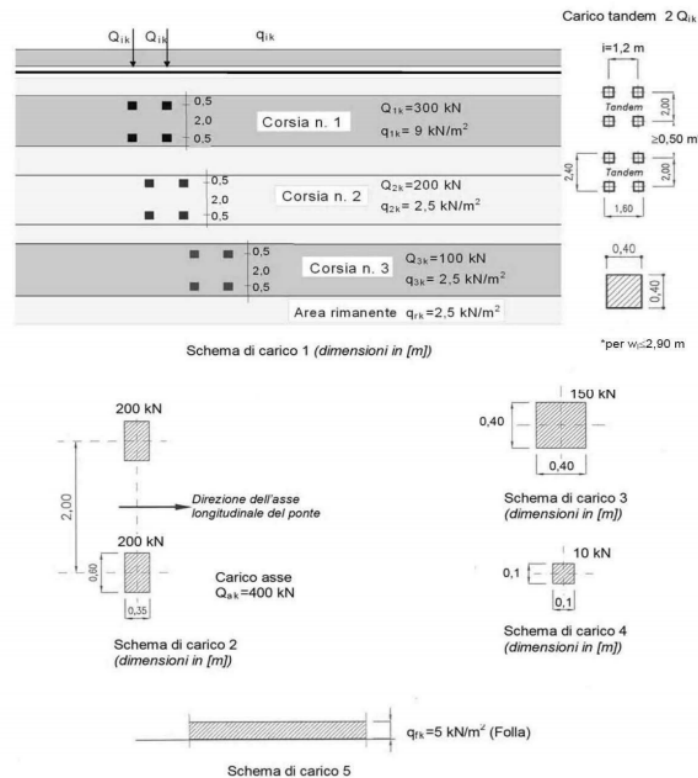 Carico tandem 2 Qik
Qik Qik qik
i=1,2 m
0,5
2,0
0,5
Corsia n. 1
Q1k=300 kN
q1k= 9 kN/m²
Tandem
2,00
≥0,50 m
0,5
2,0
0,5
Corsia n. 2
Q2k=200 kN
q2k= 2,5 kN/m²
2,40
Tandem
2,00
1,60
0,5
2,0
0,5
Corsia n. 3
Q3k=100 kN
q3k= 2,5 kN/m²
0,40
0,40
Area rimanente qrk=2,5 kN/m²
*per wl≤2,90 m
Schema di carico 1 (dimensioni in [m])
200 kN
2,00
Direzione dell'asse
longitudinale del ponte
200 kN
0,60
0,35
Carico asse
Qak=400 kN
Schema di carico 2
(dimensioni in [m])
150 kN
0,40
0,40
Schema di carico 3
(dimensioni in [m])
10 kN
0,1
0,1
Schema di carico 4
(dimensioni in [m])
qfk=5 kN/m² (Folla)
Schema di carico 5